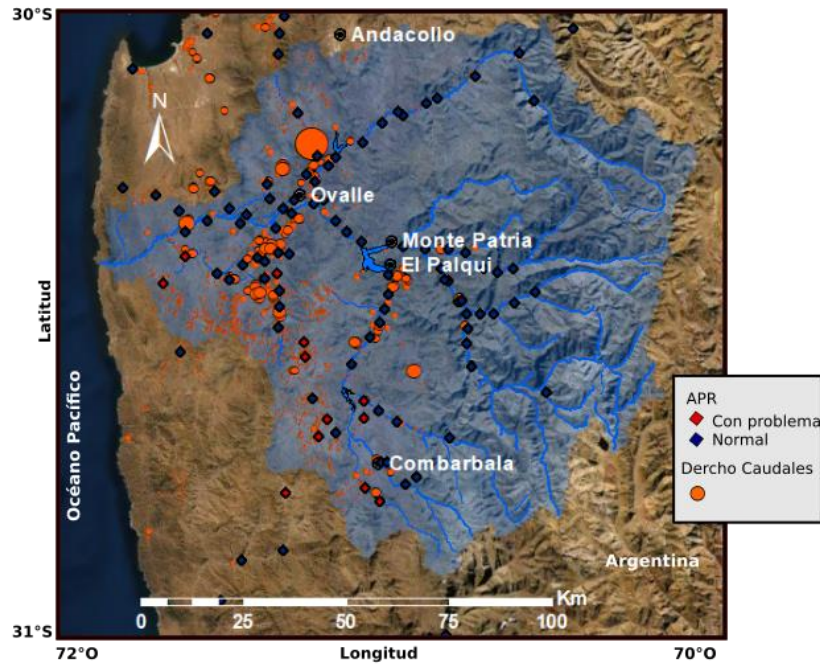 30°S
Andacollo
N
Ovalle
Monte Patria
El Palqui
Latitud
Océano Pacífico
APR
Con problema
Normal
Dercho Caudales
Combarbala
Argentina
Km
0 25 50 75 100
31°S
72°O Longitud 70°O